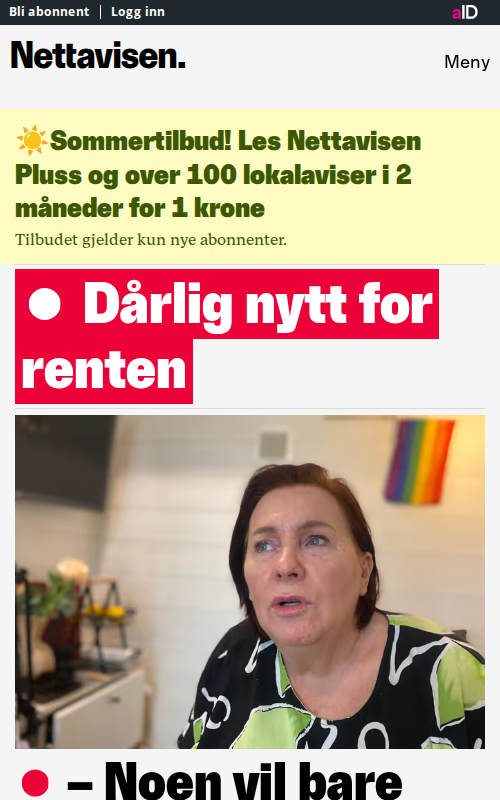 Bli abonnent
Logg inn
aID
Nettavisen.
Meny
☀️Sommertilbud! Les Nettavisen
Pluss og over 100 lokalaviser i 2
måneder for 1 krone
Tilbudet gjelder kun nye abonnenter.
Dårlig nytt for
renten
– Noen vil bare